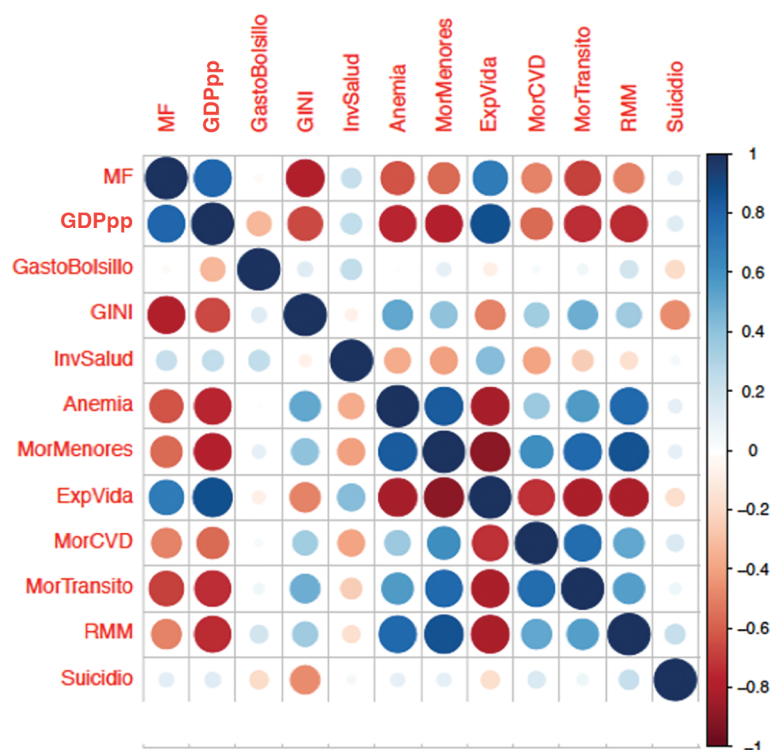 MF
GDPpp
GastoBolsillo
GINI
InvSalud
Anemia
MorMenores
ExpVida
MorCVD
MorTransito
RMM
Suicidio
MF
GDPpp
GastoBolsillo
GINI
InvSalud
Anemia
MorMenores
ExpVida
MorCVD
MorTransito
RMM
Suicidio
1
0.8
0.6
0.4
0.2
0
−0.2
−0.4
−0.6
−0.8
−1